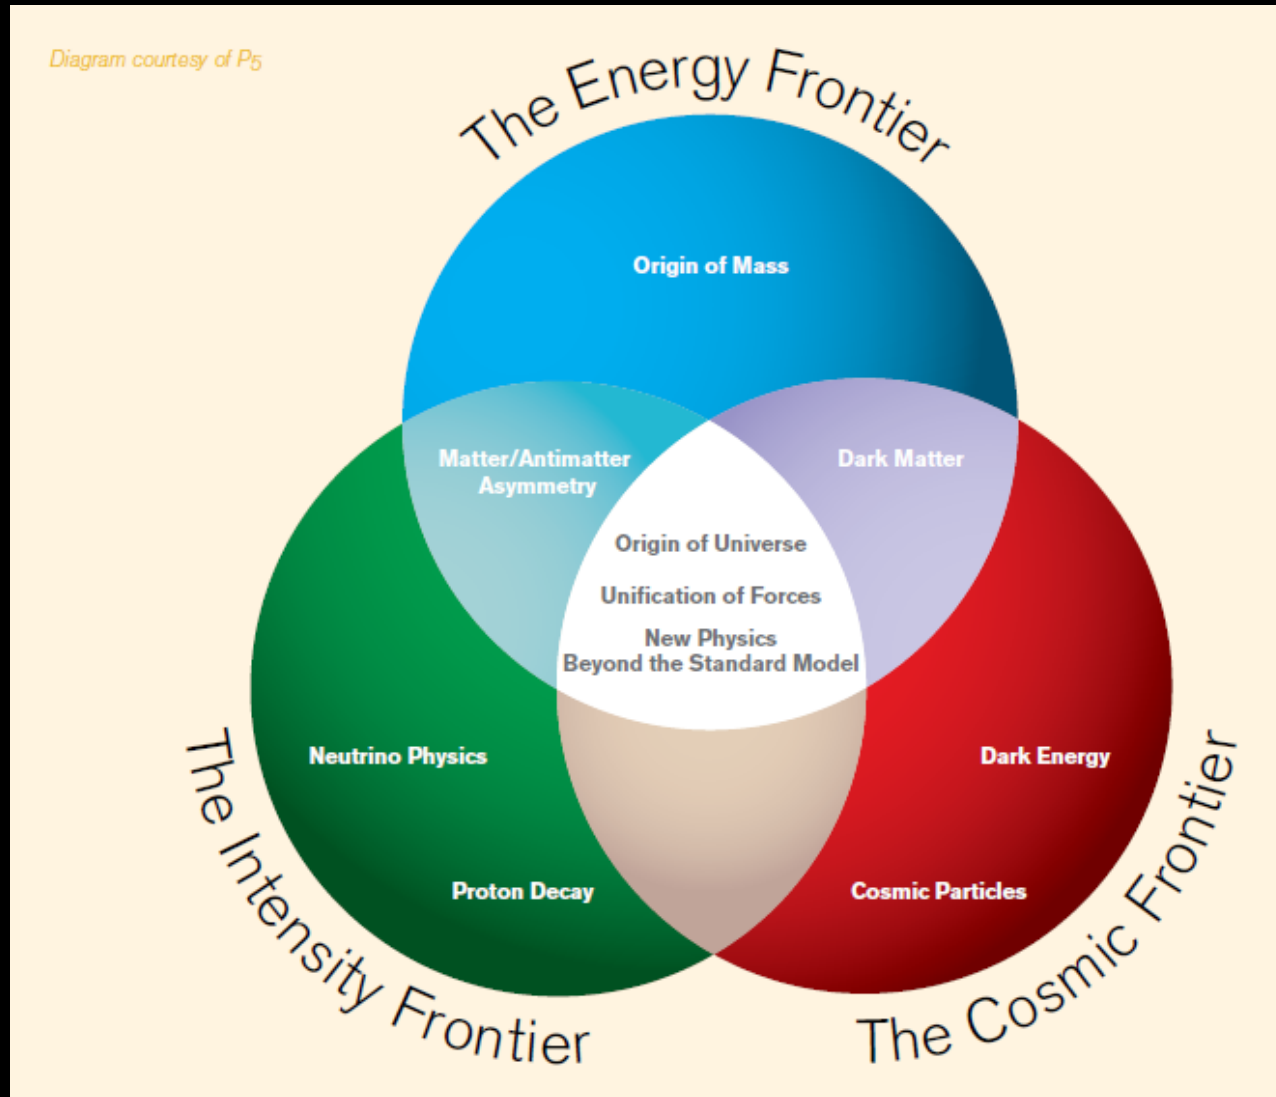 Diagram courtesy of P5
The Energy Frontier
Origin of Mass
Matter/Antimatter
Asymmetry
Dark Matter
Origin of Universe
Unification of Forces
New Physics
Beyond the Standard Model
Neutrino Physics
Dark Energy
Proton Decay
Cosmic Particles
The Intensity Frontier
The Cosmic Frontier